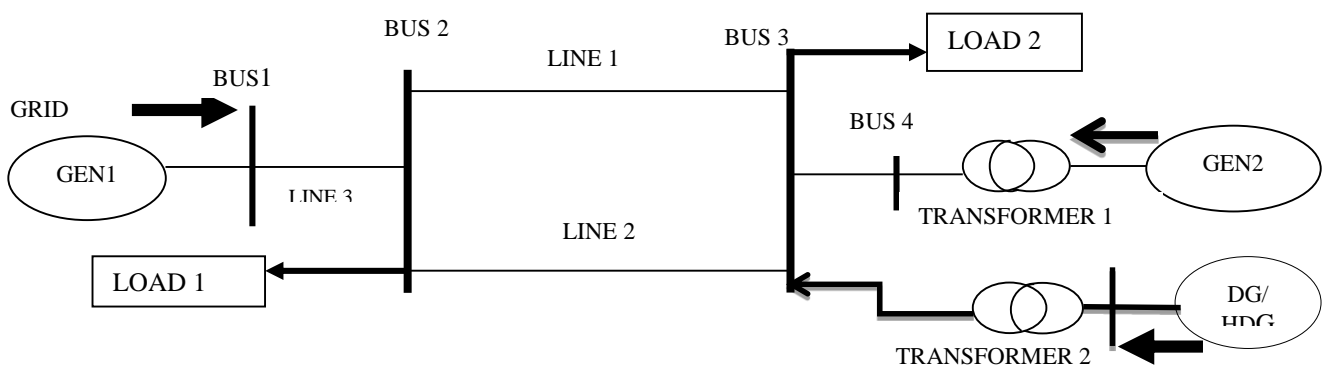 BUS 2
BUS 3
LINE 1
LOAD 2
BUS1
GRID
BUS 4
GEN1
GEN2
LINE 3
TRANSFORMER 1
LINE 2
LOAD 1
DG/
HDG
TRANSFORMER 2